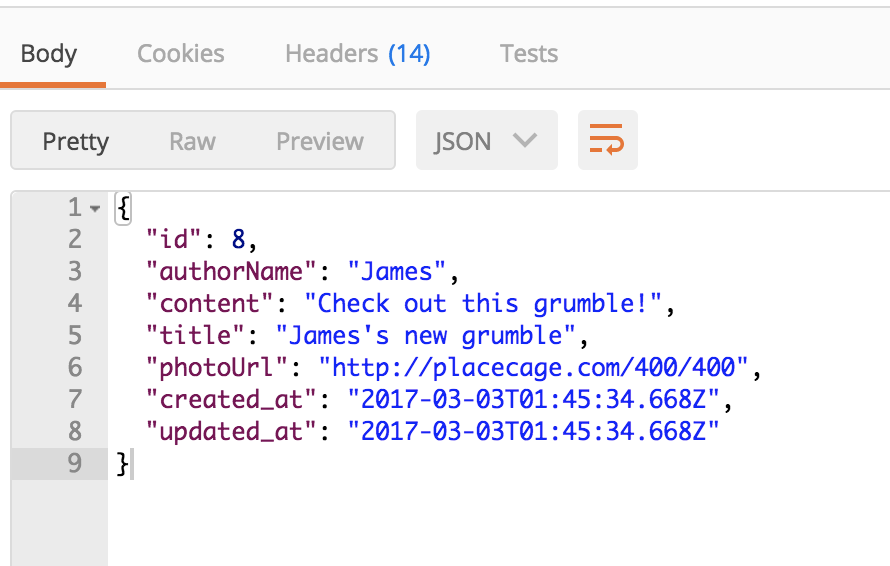 Body Cookies Headers (14) Tests
Pretty Raw Preview JSON
1 {
2 "id": 8,
3 "authorName": "James",
4 "content": "Check out this grumble!",
5 "title": "James's new grumble",
6 "photoUrl": "http://placecage.com/400/400",
7 "created_at": "2017-03-03T01:45:34.668Z",
8 "updated_at": "2017-03-03T01:45:34.668Z"
9 }